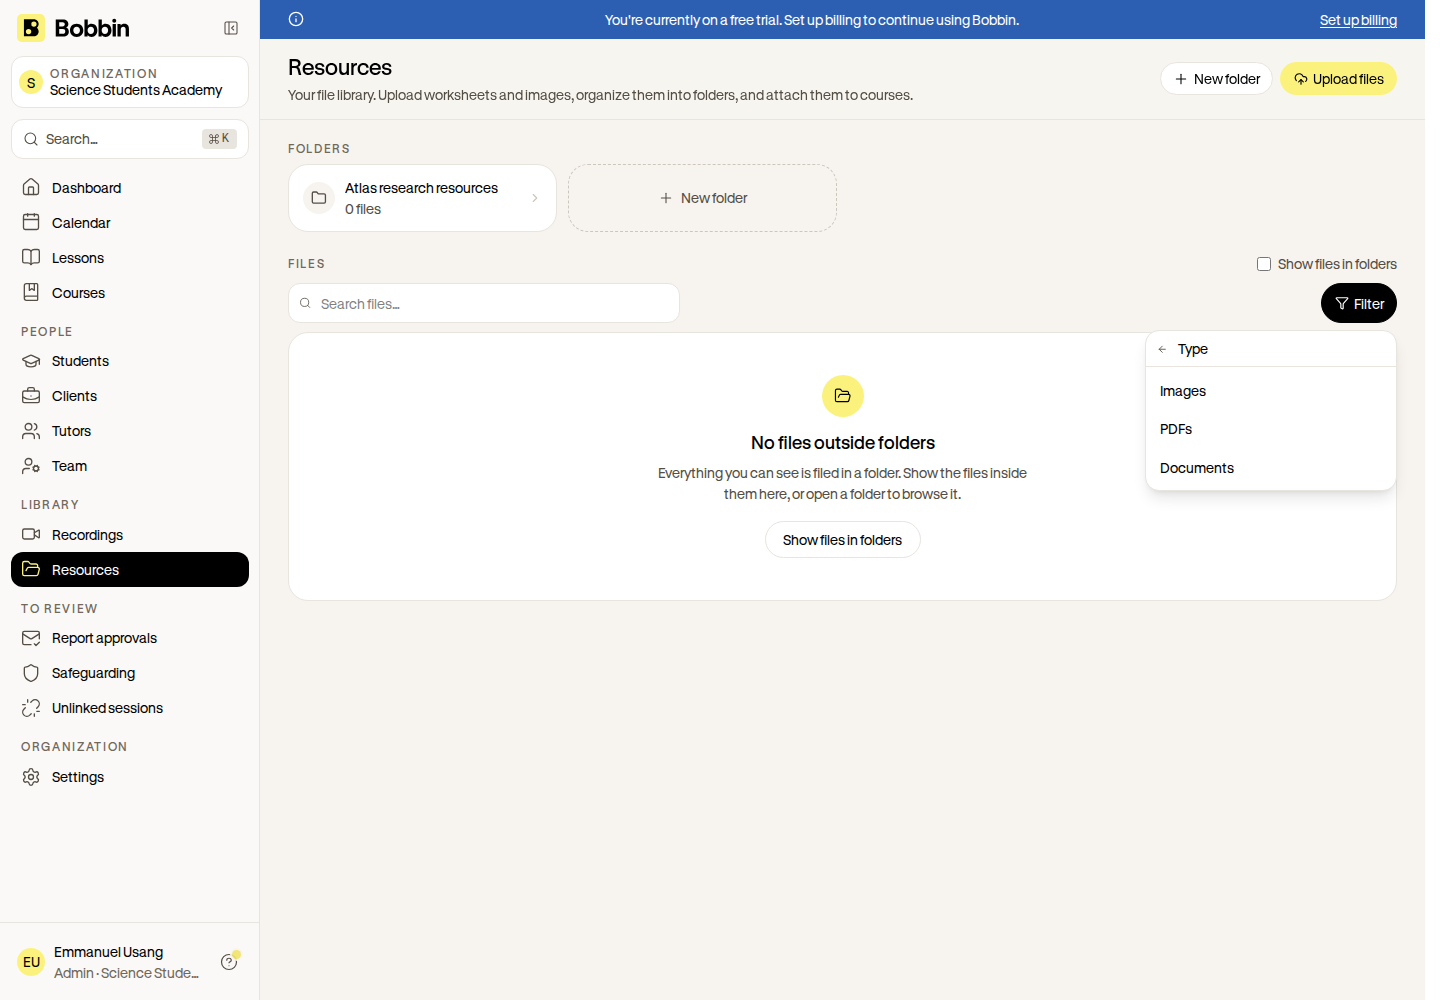 Bobbin
ORGANIZATION
S
Science Students Academy
Search...
⌘ K
Dashboard
Calendar
Lessons
Courses
PEOPLE
Students
Clients
Tutors
Team
LIBRARY
Recordings
Resources
TO REVIEW
Report approvals
Safeguarding
Unlinked sessions
ORGANIZATION
Settings
EU
Emmanuel Usang
Admin · Science Stude...
You're currently on a free trial. Set up billing to continue using Bobbin.
Set up billing
Resources
Your file library. Upload worksheets and images, organize them into folders, and attach them to courses.
New folder
Upload files
FOLDERS
Atlas research resources
0 files
New folder
FILES
Show files in folders
Search files...
Filter
Type
Images
PDFs
Documents
No files outside folders
Everything you can see is filed in a folder. Show the files inside
them here, or open a folder to browse it.
Show files in folders